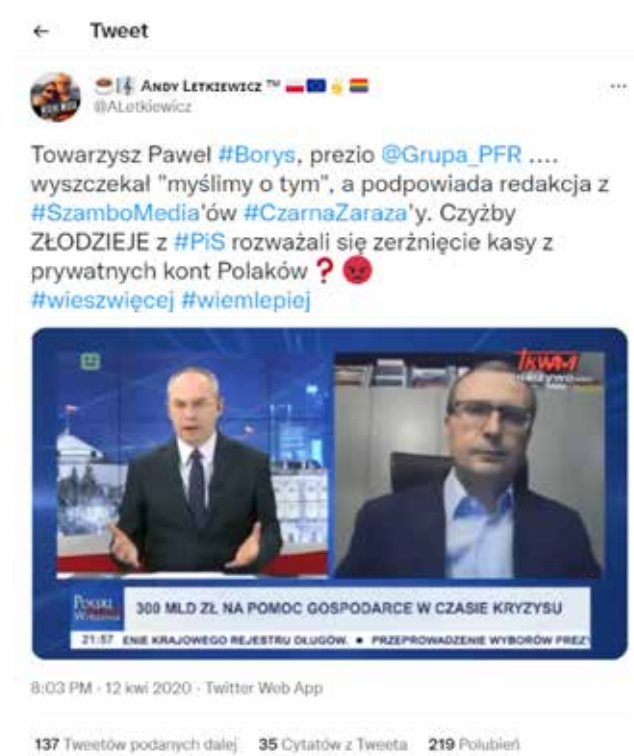 ← Tweet
Andy Letkiewicz ™
@ALetkiewicz
Towarzysz Paweł #Borys, prezio @Grupa_PFR ....
wyszczekał "myślimy o tym", a podpowiada redakcja z
#SzamboMedia'ów #CzarnaZaraza'y. Czyżby
ZŁODZIEJE z #PiS rozważali się zerżnięcie kasy z
prywatnych kont Polaków ❓ 😡
#wieszwięcej #wiemlepiej
300 MLD ZŁ NA POMOC GOSPODARCE W CZASIE KRYZYSU
21:57 ENIE KRAJOWEGO REJESTRU DŁUGÓW. • PRZEPROWADZENIE WYBORÓW PREZY
8:03 PM · 12 kwi 2020 · Twitter Web App
137 Tweetów podanych dalej 35 Cytatów z Tweeta 219 Polubień